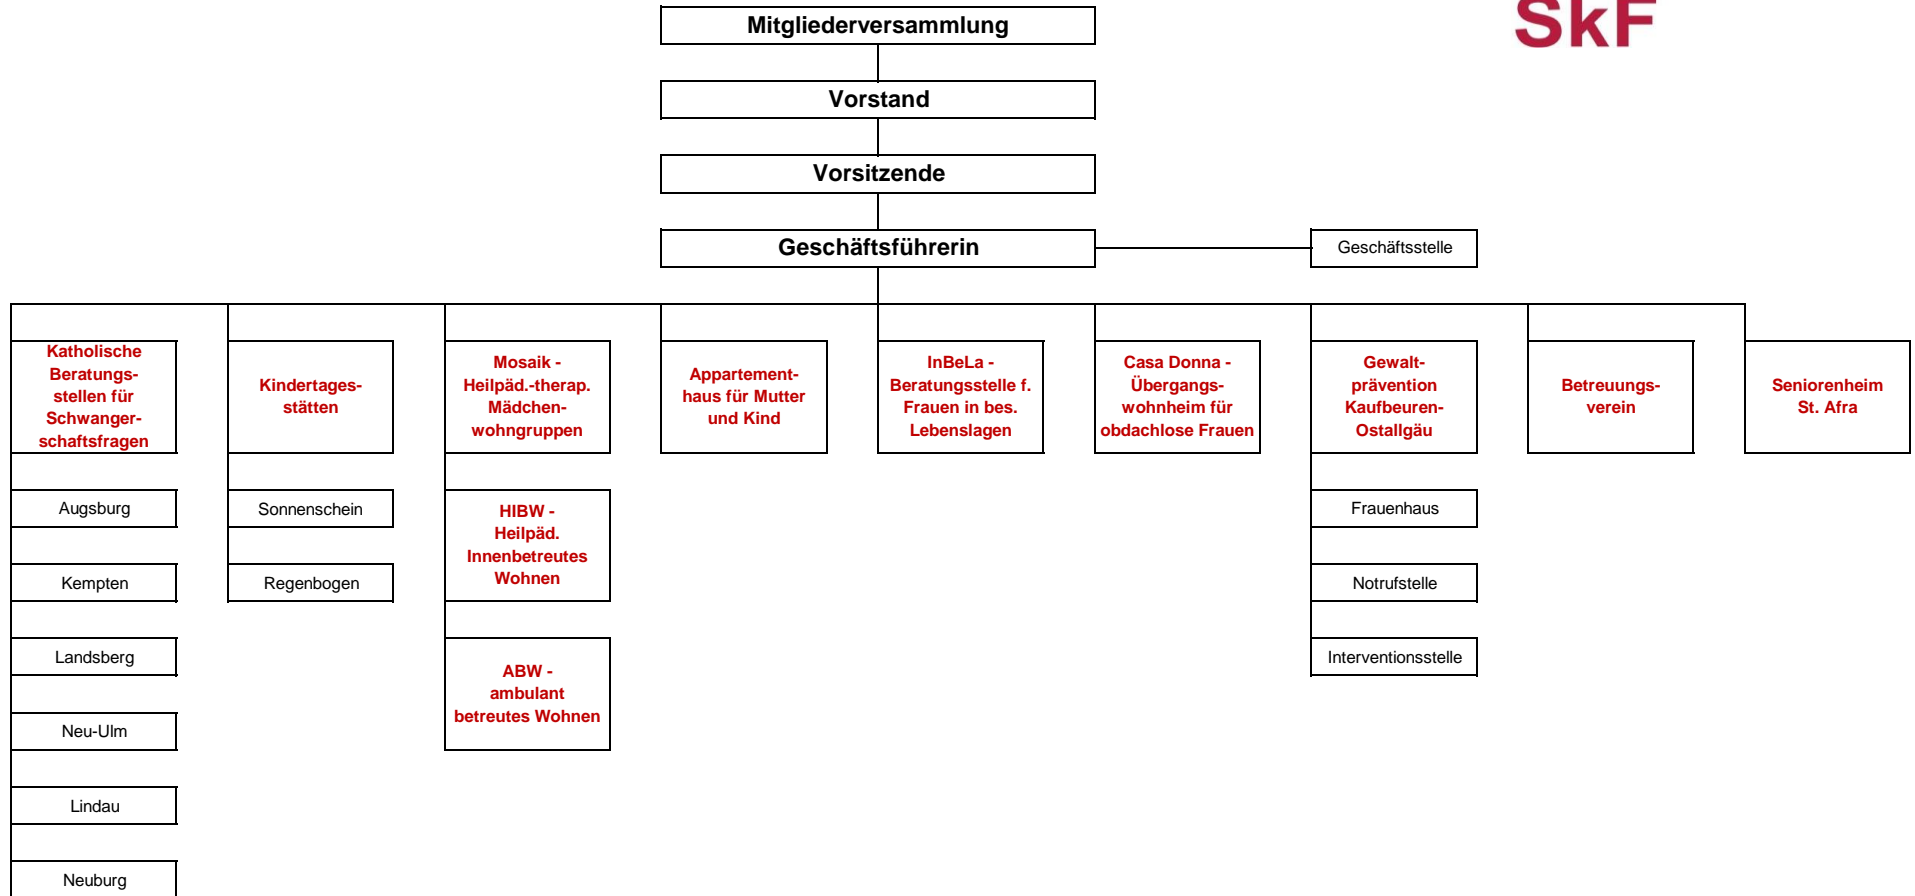 SkF
Mitgliederversammlung
Vorstand
Vorsitzende
Geschäftsführerin
Geschäftsstelle
Katholische
Beratungs-
stellen für
Schwanger-
schaftsfragen
Kindertages-
stätten
Mosaik -
Heilpäd.-therap.
Mädchen-
wohngruppen
Appartement-
haus für Mutter
und Kind
InBeLa -
Beratungsstelle f.
Frauen in bes.
Lebenslagen
Casa Donna -
Übergangs-
wohnheim für
obdachlose Frauen
Gewalt-
prävention
Kaufbeuren-
Ostallgäu
Betreuungs-
verein
Seniorenheim
St. Afra
Augsburg
Kempten
Landsberg
Neu-Ulm
Lindau
Neuburg
Sonnenschein
Regenbogen
HIBW -
Heilpäd.
Innenbetreutes
Wohnen
ABW -
ambulant
betreutes Wohnen
Frauenhaus
Notrufstelle
Interventionsstelle